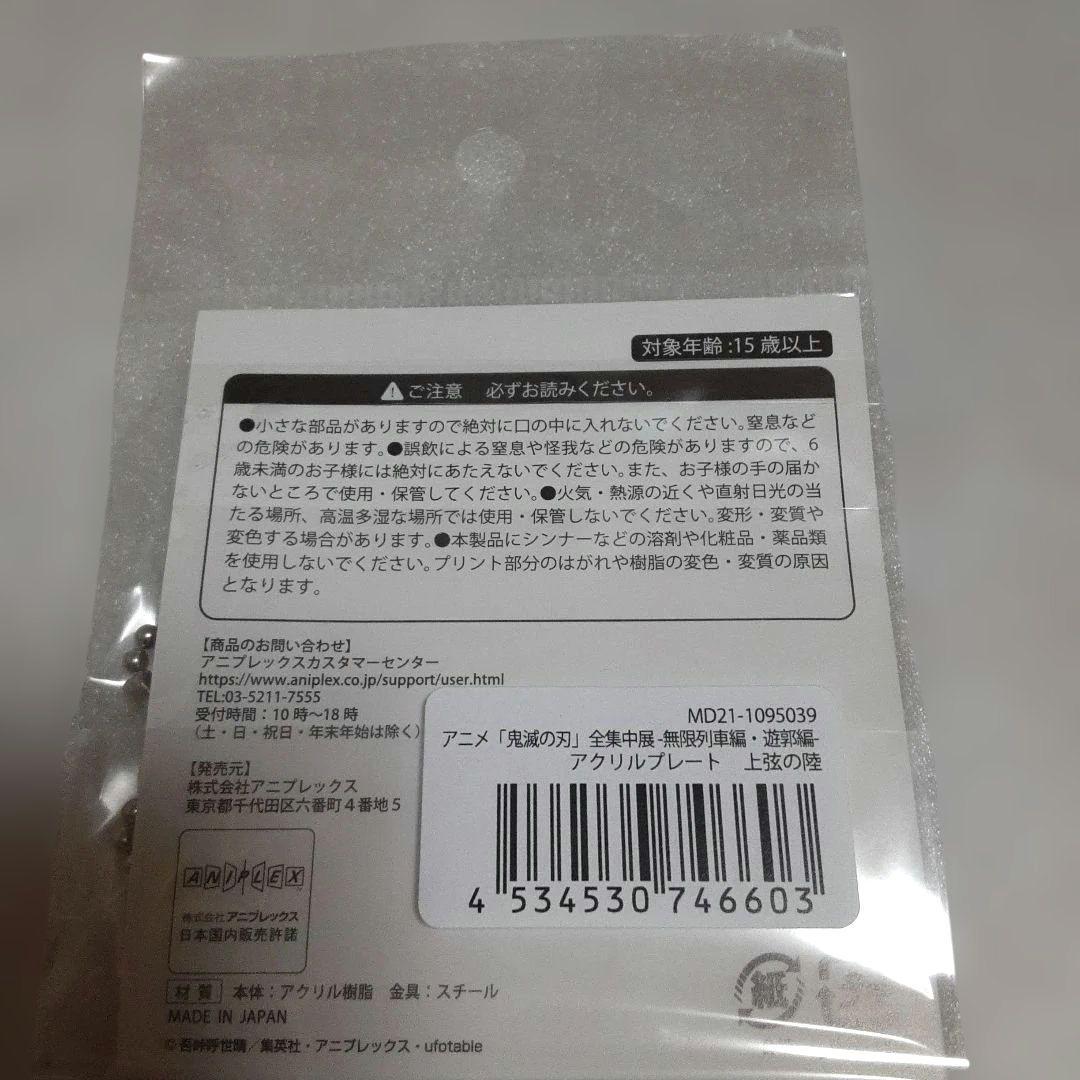 対象年齢:15歳以上
ご注意 必ずお読みください。
●小さな部品がありますので絶対に口の中に入れないでください。窒息など
の危険があります。●誤飲による窒息や怪我などの危険がありますので、6
歳未満のお子様には絶対にあたえないでください。また、お子様の手の届か
ないところで使用・保管してください。●火気・熱源の近くや直射日光の当
たる場所、高温多湿な場所では使用・保管しないでください。変形・変質や
変色する場合があります。●本製品にシンナーなどの溶剤や化粧品・薬品類
を使用しないでください。プリント部分のはがれや樹脂の変色・変質の原因
となります。
【商品のお問い合わせ】
アニプレックスカスタマーセンター
https://www.aniplex.co.jp/support/user.html
TEL:03-5211-7555
受付時間：10時～18時
（土・日・祝日・年末年始は除く）
【発売元】
株式会社アニプレックス
東京都千代田区六番町4番地5
MD21-1095039
アニメ「鬼滅の刃」全集中展-無限列車編・遊郭編-
アクリルプレート 上弦の陸
4 534530 746603
ANIPLEX
株式会社アニプレックス
日本国内販売許諾
材質 本体：アクリル樹脂 金具：スチール
MADE IN JAPAN
©吾峠呼世晴／集英社・アニプレックス・ufotable
紙